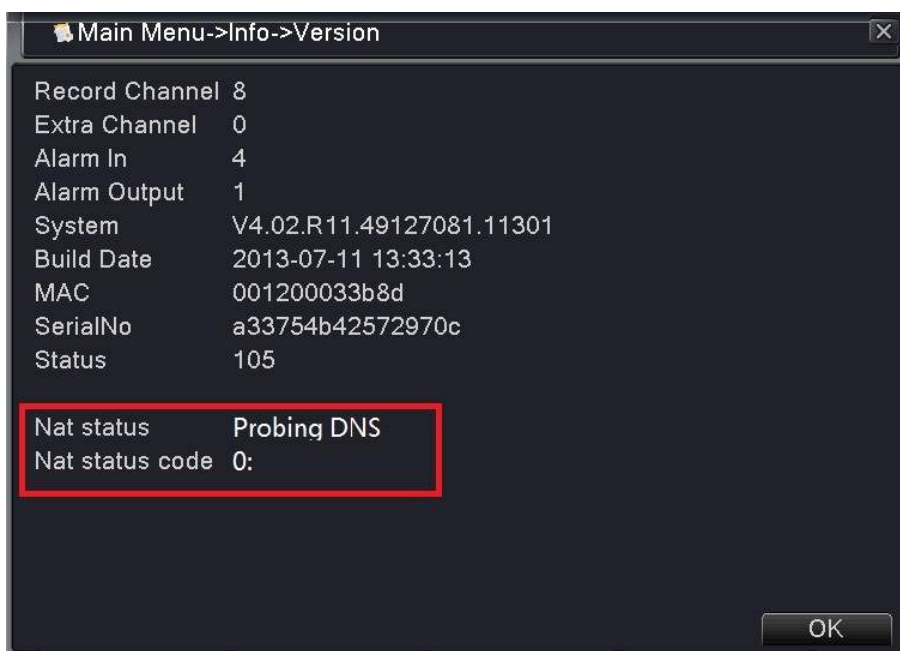 Main Menu->Info->Version
Record Channel 8
Extra Channel 0
Alarm In 4
Alarm Output 1
System V4.02.R11.49127081.11301
Build Date 2013-07-11 13:33:13
MAC 001200033b8d
SerialNo a33754b42572970c
Status 105
Nat status Probing DNS
Nat status code 0:
OK